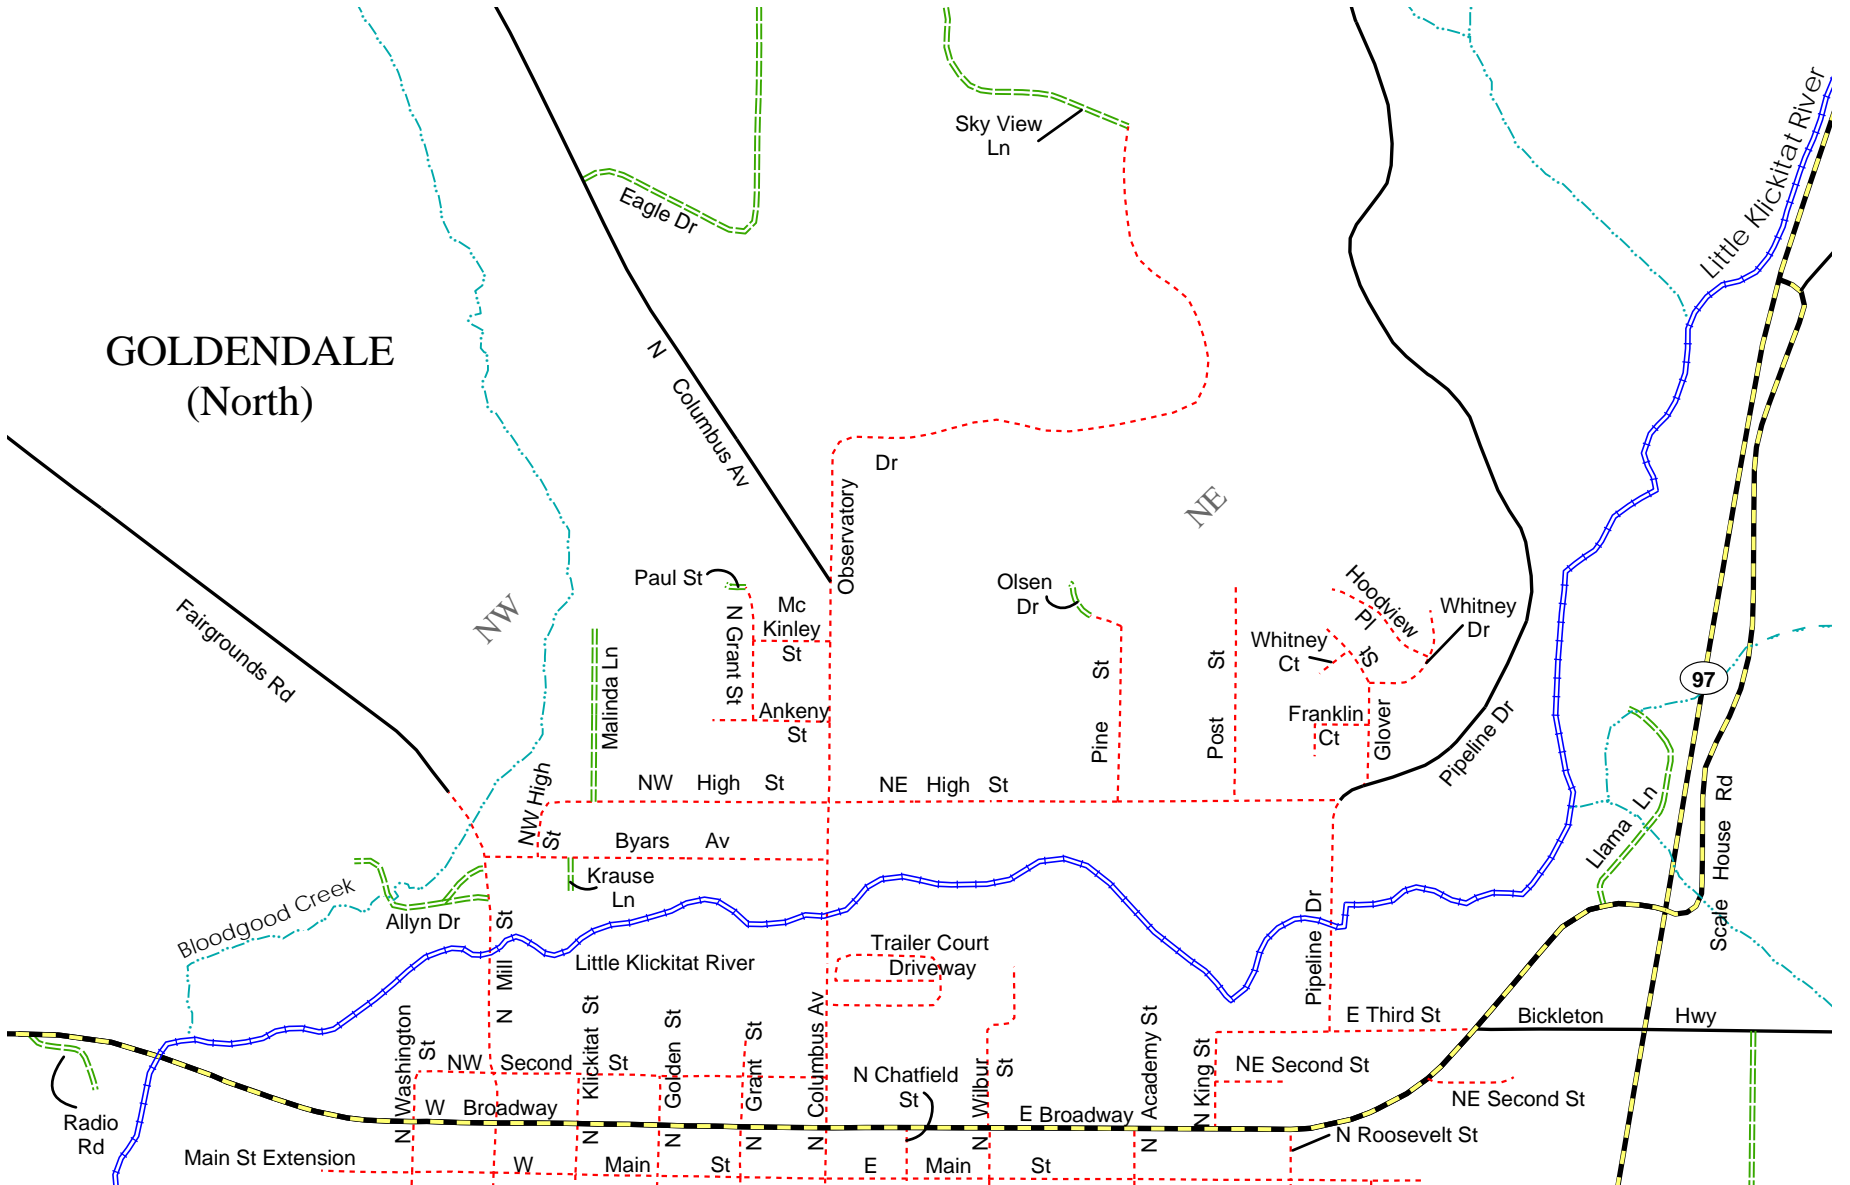 Sky View
Ln
Little Klickitat River
Eagle Dr
GOLDENDALE
(North)
N Columbus Av
Dr
Observatory
NE
NW
Fairgrounds Rd
Paul St
Mc
Kinley
St
N Grant St
Ankeny
St
Malinda Ln
Olsen
Dr
Pine St
Post St
Hoodview
Pl
Whitney
Dr
Whitney
Ct
Glover St
Franklin
Ct
Pipeline Dr
97
NW High
St
NW High St
NE High St
Byars Av
Krause
Ln
Llama Ln
Scale House Rd
Bloodgood Creek
Allyn Dr
N Mill St
Little Klickitat River
Trailer Court
Driveway
Pipeline Dr
E Third St
Bickleton Hwy
N Washington
St
NW Second St
N Klickitat St
N Golden St
N Grant St
N Columbus Av
N Chatfield
St
N Wilbur
St
N Academy St
N King St
NE Second St
NE Second St
W Broadway
E Broadway
N Roosevelt St
Radio
Rd
Main St Extension
W Main St
E Main St